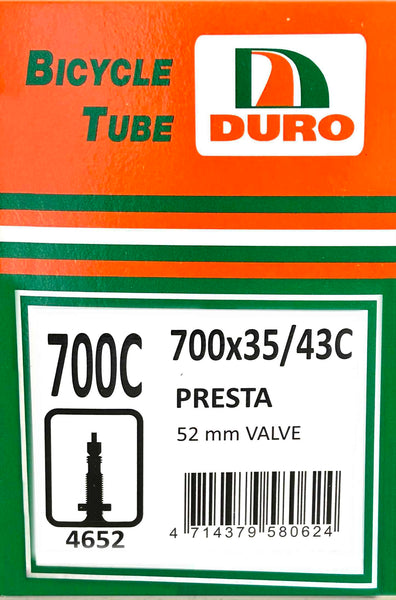 BICYCLE
TUBE
DURO
700C
700x35/43C
PRESTA
52 mm VALVE
4652
4 714379 580624